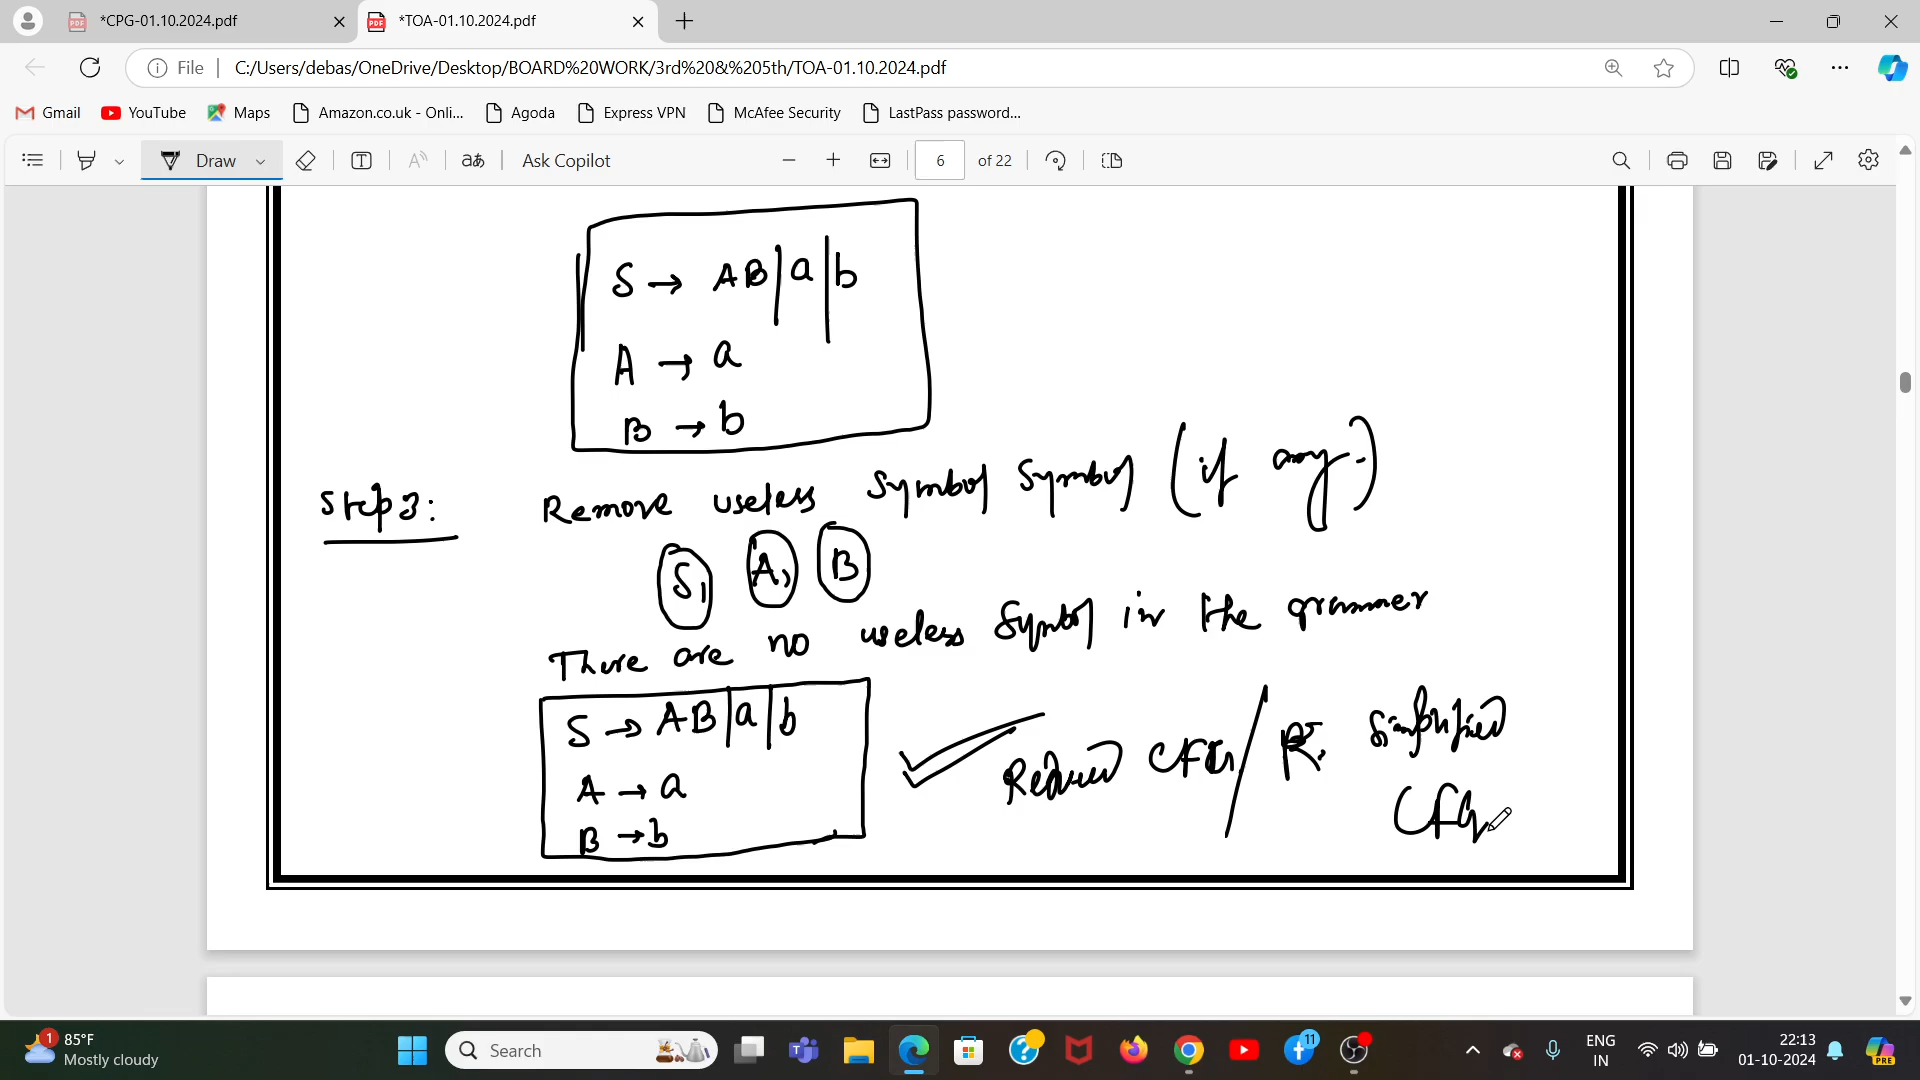 *CPG-01.10.2024.pdf
*TOA-01.10.2024.pdf
File C:/Users/debas/OneDrive/Desktop/BOARD%20WORK/3rd%20&%205th/TOA-01.10.2024.pdf
Gmail YouTube Maps Amazon.co.uk - Onli... Agoda Express VPN McAfee Security LastPass password...
Draw Ask Copilot 6 of 22
S → AB|a|b
A → a
B → b
Step 3: Remove useless Symbol Symbol (if any.)
S, A, B
There are no useless Symbol in the grammer
S → AB|a|b
A → a
B → b
Reduced CFG/ R. Simplified
CFG
85°F
Mostly cloudy
Search
ENG
IN
22:13
01-10-2024